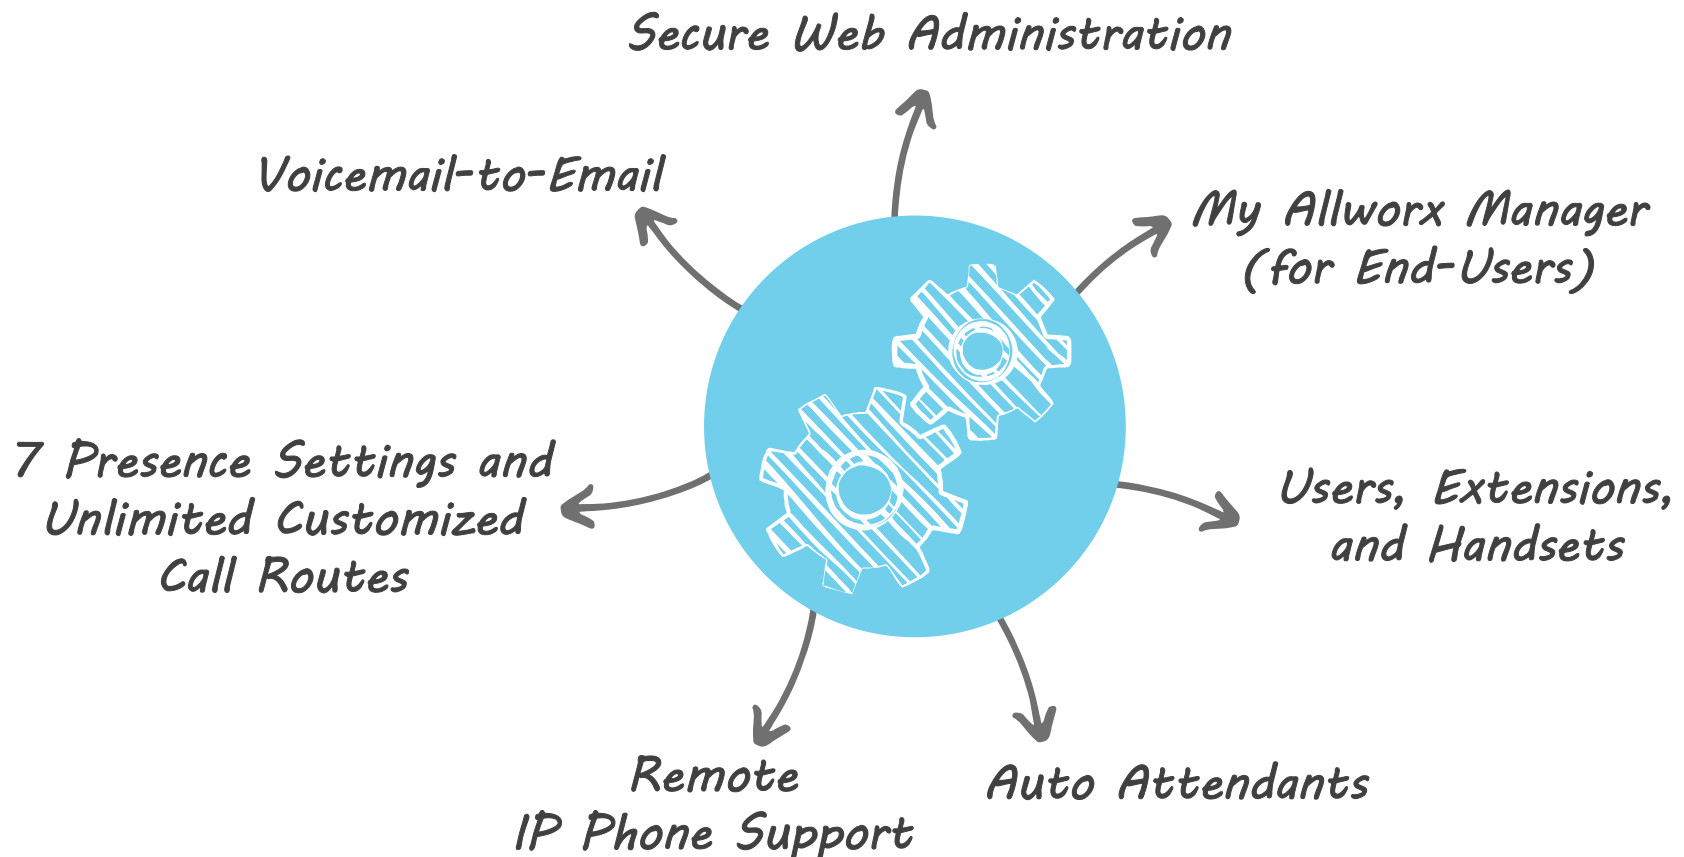 Secure Web Administration
Voicemail-to-Email
My Allworx Manager
(for End-Users)
7 Presence Settings and
Unlimited Customized
Call Routes
Users, Extensions,
and Handsets
Remote
IP Phone Support
Auto Attendants